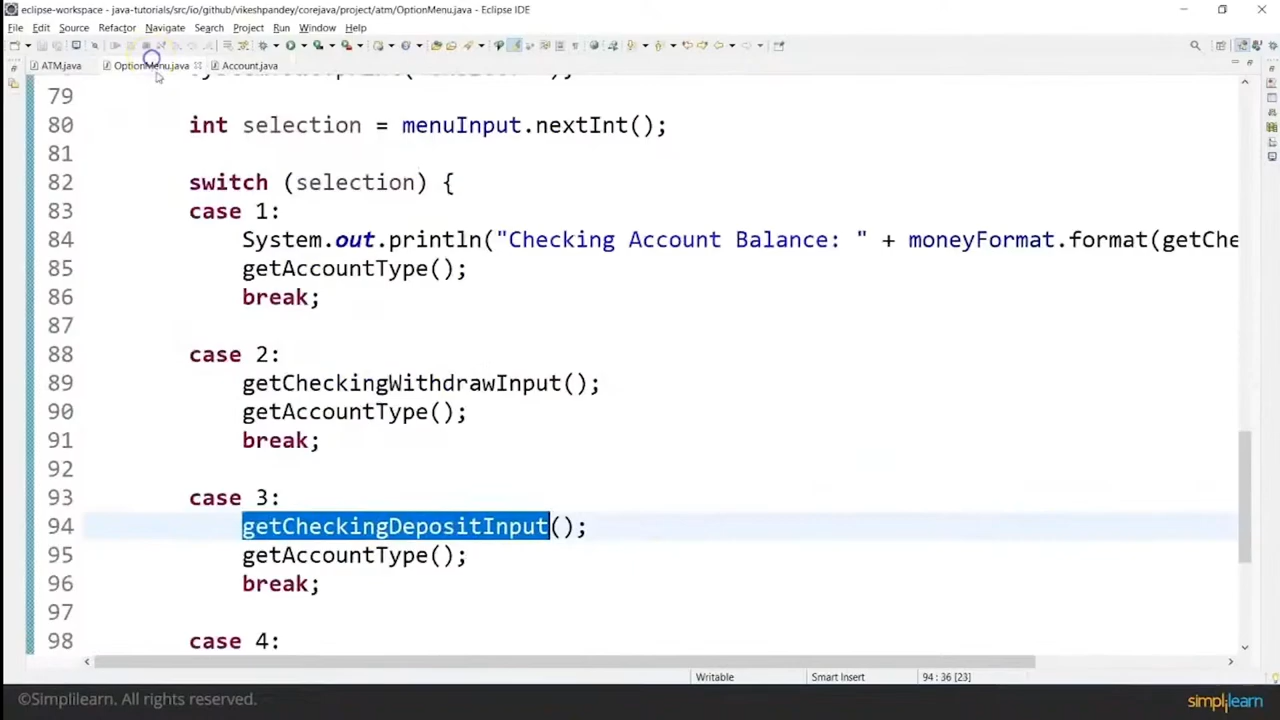 eclipse-workspace - java-tutorials/src/io/github/vikeshpandey/corejava/project/atm/OptionMenu.java - Eclipse IDE
File Edit Source Refactor Navigate Search Project Run Window Help
ATM.java OptionMenu.java Account.java
79
80 int selection = menuInput.nextInt();
81
82 switch (selection) {
83 case 1:
84 System.out.println("Checking Account Balance: " + moneyFormat.format(getChe
85 getAccountType();
86 break;
87
88 case 2:
89 getCheckingWithdrawInput();
90 getAccountType();
91 break;
92
93 case 3:
94 getCheckingDepositInput();
95 getAccountType();
96 break;
97
98 case 4:
Writable Smart Insert 94 : 36 [23]
©Simplilearn. All rights reserved.
simplilearn